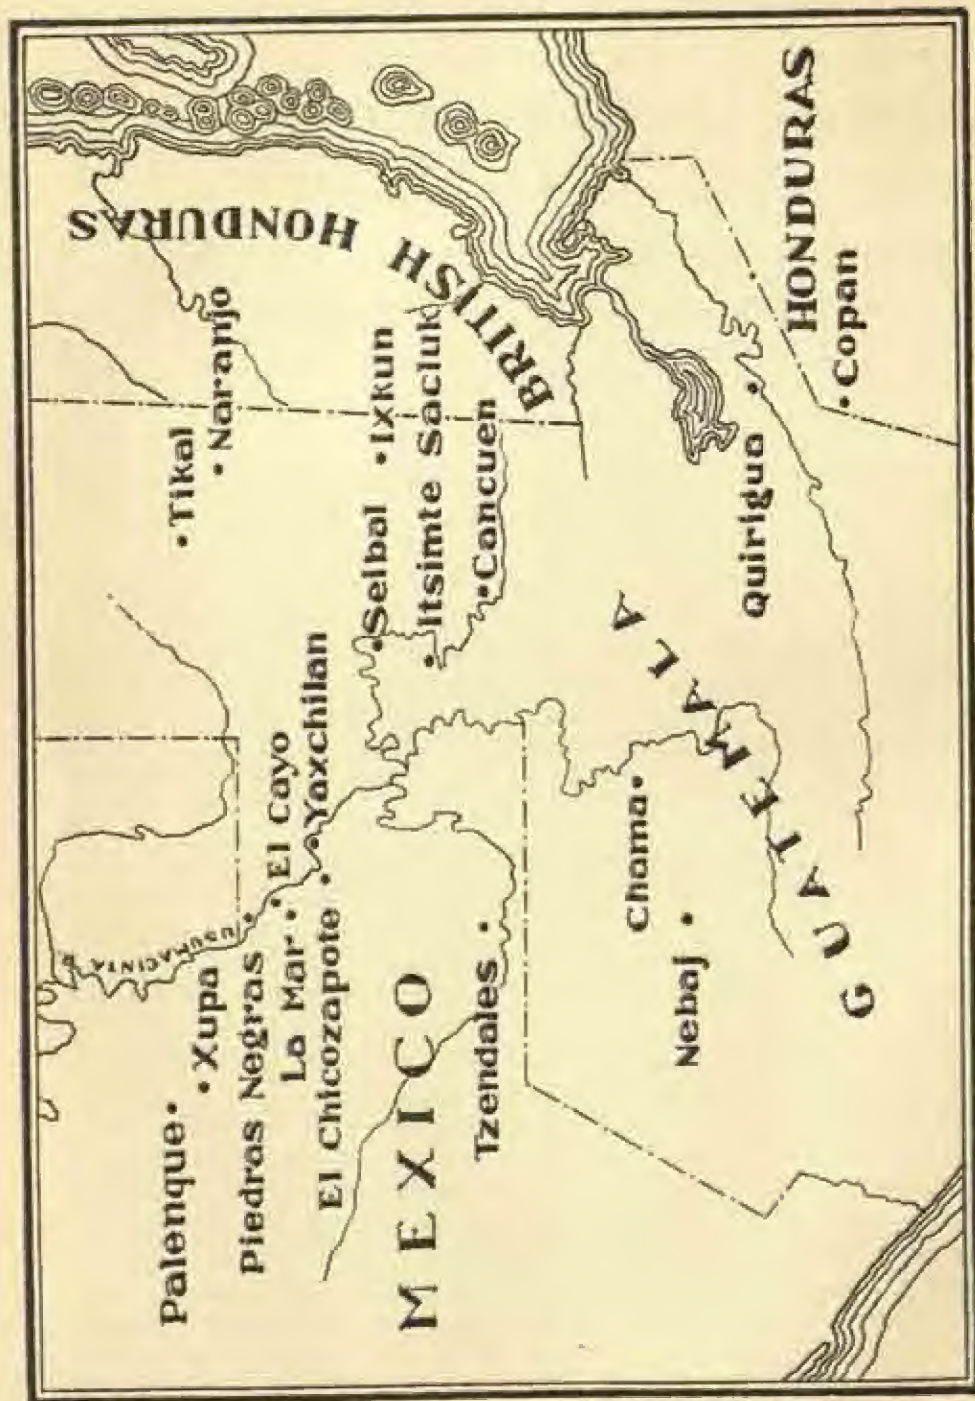 BRITISH HONDURAS
USUMACINTA R
Tikal
Palenque
Xupa
Naranjo
Piedras Negras
El Cayo
La Mar
Yaxchilan
El Chicozapote
Seibal
Ixkun
MEXICO
Itsimte Sacluk
Tzendales
Cancuen
Chama
Nebaj
Quirigua
GUATEMALA
HONDURAS
Copan